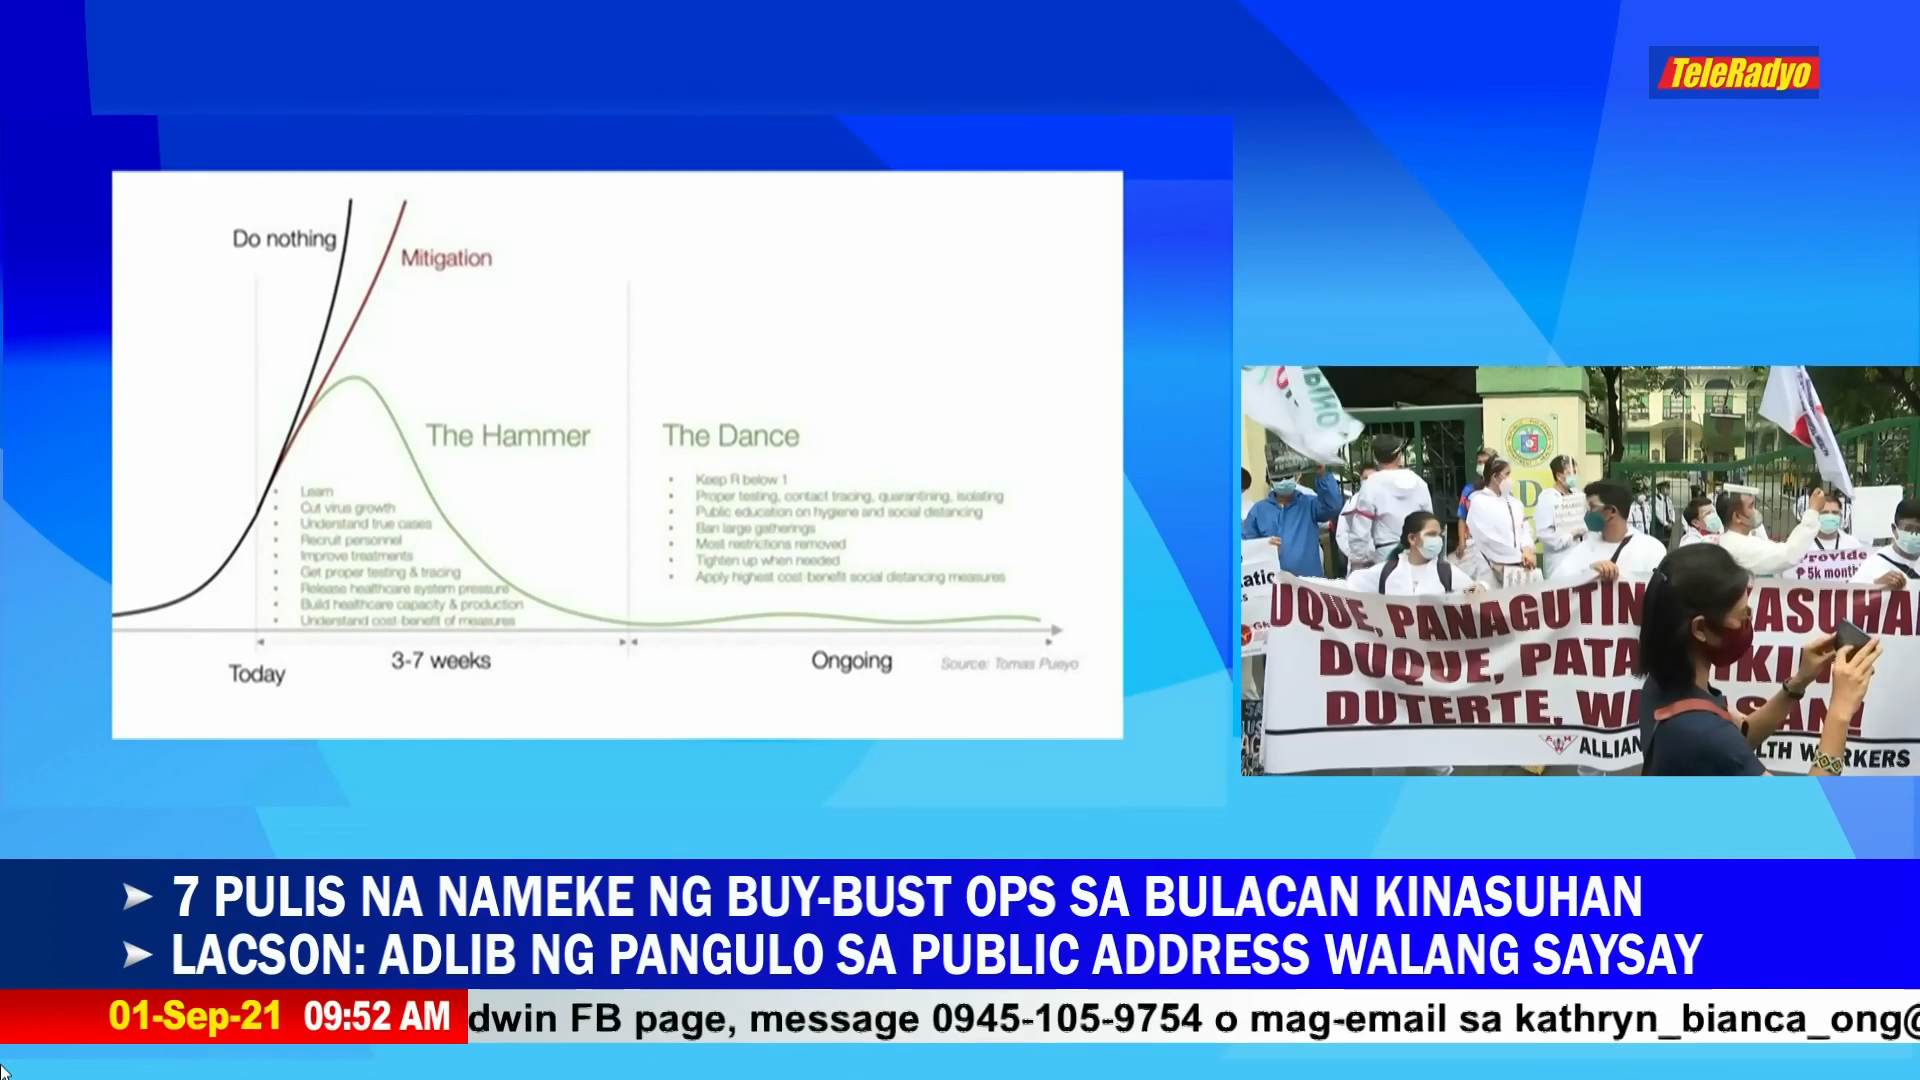 TeleRadyo
Do nothing
Mitigation
The Hammer
Learn
Cut virus growth
Understand true cases
Recruit personnel
Improve treatments
Get proper testing & tracing
Release healthcare system pressure
Build healthcare capacity & production
Understand cost-benefit of measures
The Dance
Keep R below 1
Proper testing, contact tracing, quarantining, isolating
Public education on hygiene and social distancing
Ban large gatherings
Most restrictions removed
Tighten up when needed
Apply highest cost-benefit social distancing measures
Today
3-7 weeks
Ongoing
Source: Tomas Pueyo
Provide
₱ 5k month
DUQUE, PANAGUTIN KASUHAN
DUQUE, PATA
DUTERTE, WA
ALLIAN LTH WORKERS
7 PULIS NA NAMEKE NG BUY-BUST OPS SA BULACAN KINASUHAN
LACSON: ADLIB NG PANGULO SA PUBLIC ADDRESS WALANG SAYSAY
01-Sep-21 09:52 AM dwin FB page, message 0945-105-9754 o mag-email sa kathryn_bianca_ong@